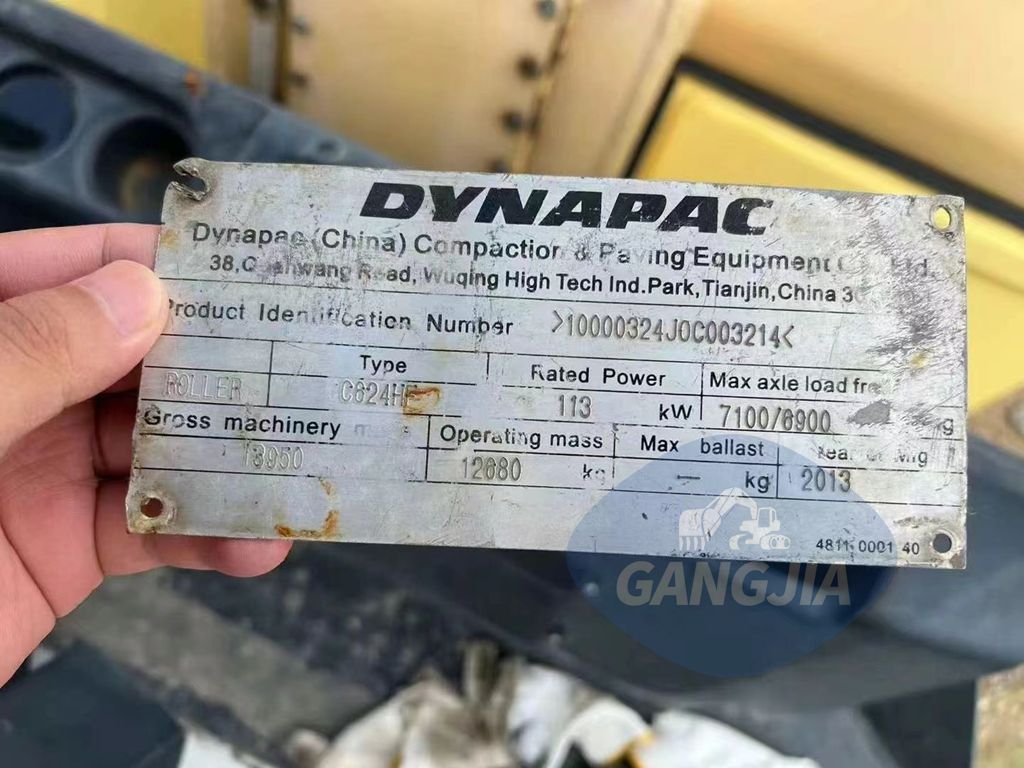 DYNAPAC
Dynapac (China) Compaction & Paving Equipment Ltd.
38, Road, Wuqing High Tech Ind.Park,Tianjin,China
Product Identification Number >10000324J0C003214<
Type Rated Power Max axle load
ROLLER 113 kW 7100/6900
Gross machinery Operating mass Max ballast
13950 12680 kg — kg 2013
4811 0001 40
GANGJIA